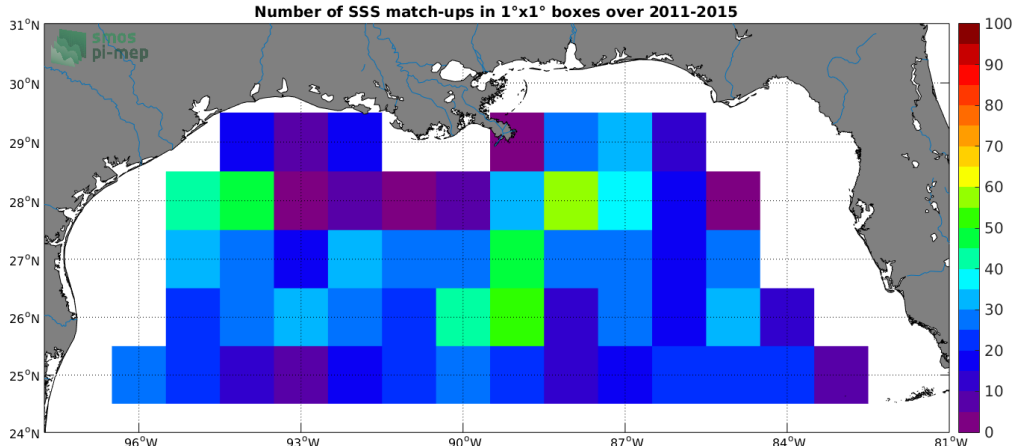 Number of SSS match-ups in 1°x1° boxes over 2011-2015
smos
pi-mep
31°N
30°N
29°N
28°N
27°N
26°N
25°N
24°N
96°W
93°W
90°W
87°W
84°W
81°W
100
90
80
70
60
50
40
30
20
10
0